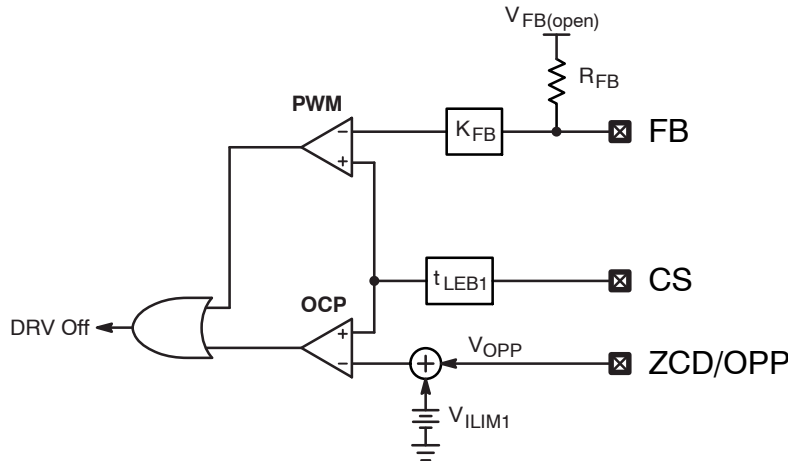 VFB(open)
RFB
PWM
KFB
FB
-
+
tLEB1
CS
OCP
DRV Off
+
-
+
VOPP
ZCD/OPP
VILIM1